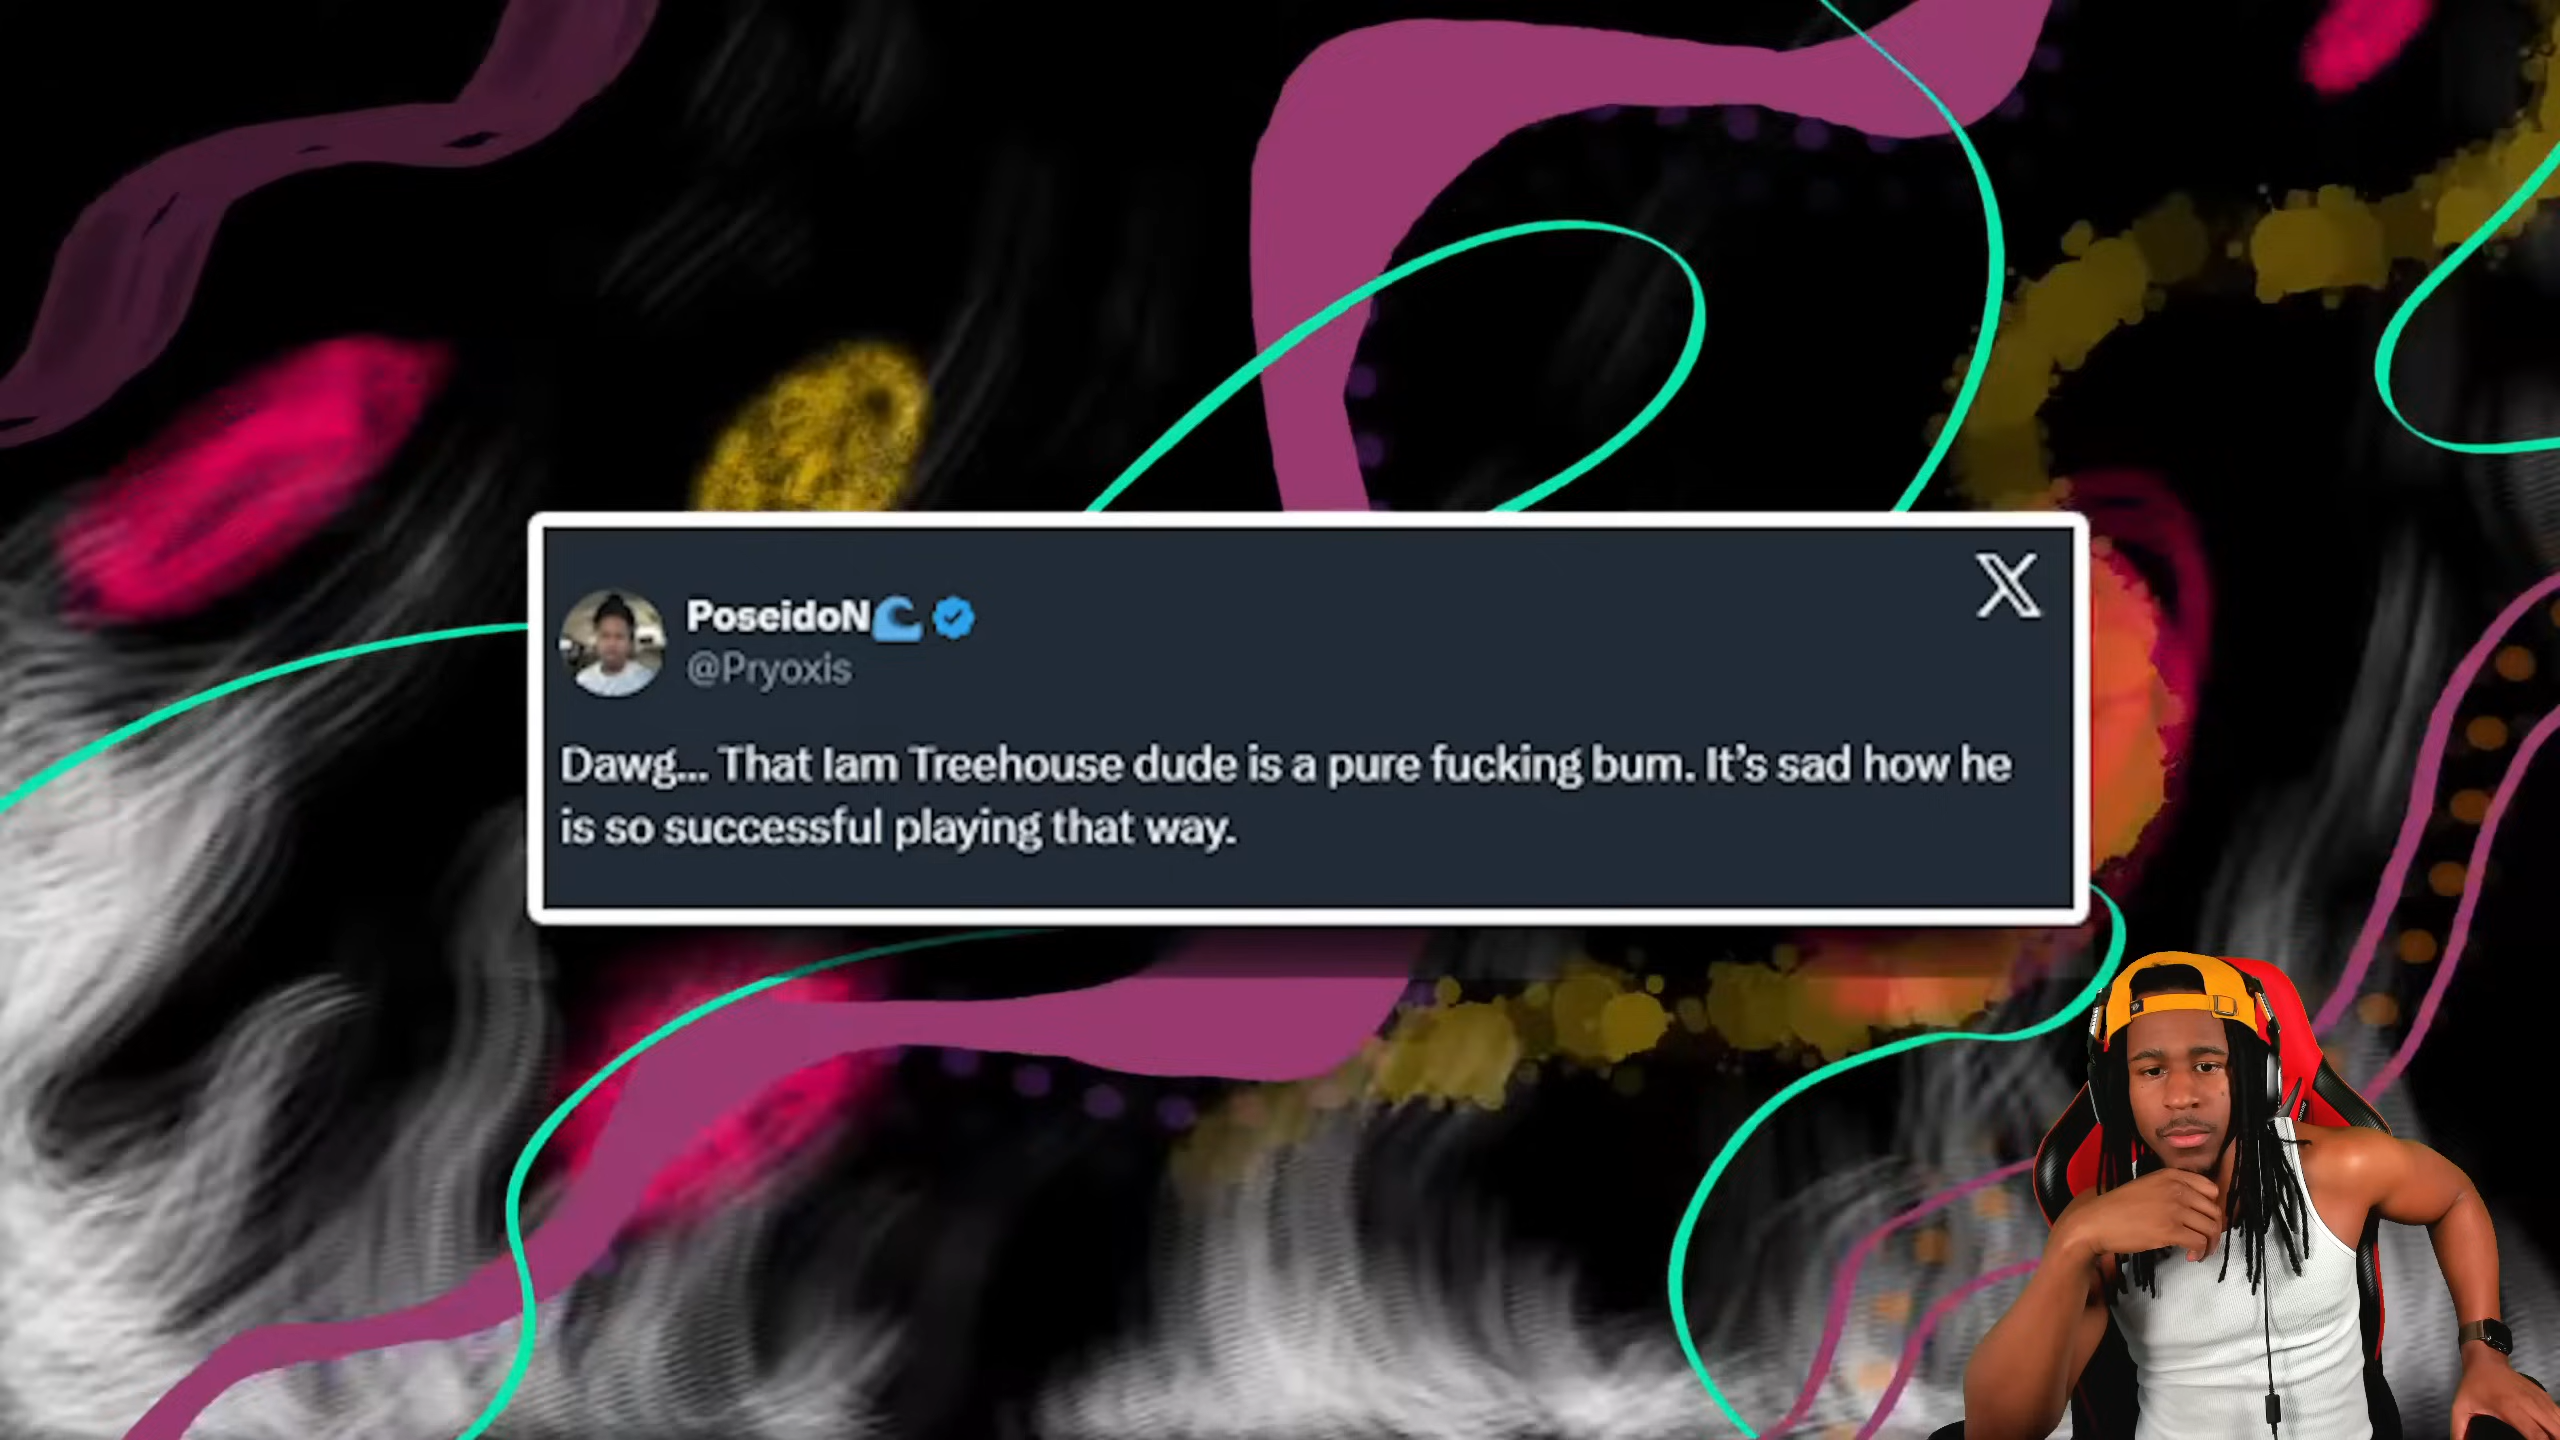 PoseidoN🌊
@Pryoxis
X
Dawg... That Iam Treehouse dude is a pure fucking bum. It’s sad how he
is so successful playing that way.